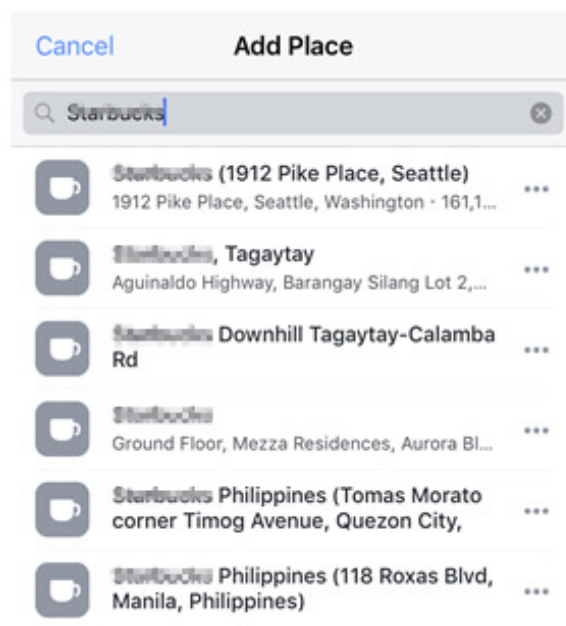 Cancel
Add Place
Starbucks
(1912 Pike Place, Seattle)
1912 Pike Place, Seattle, Washington · 161,1...
, Tagaytay
Aguinaldo Highway, Barangay Silang Lot 2,...
Downhill Tagaytay-Calamba
Rd
Ground Floor, Mezza Residences, Aurora Bl...
Philippines (Tomas Morato
corner Timog Avenue, Quezon City,
Philippines (118 Roxas Blvd,
Manila, Philippines)